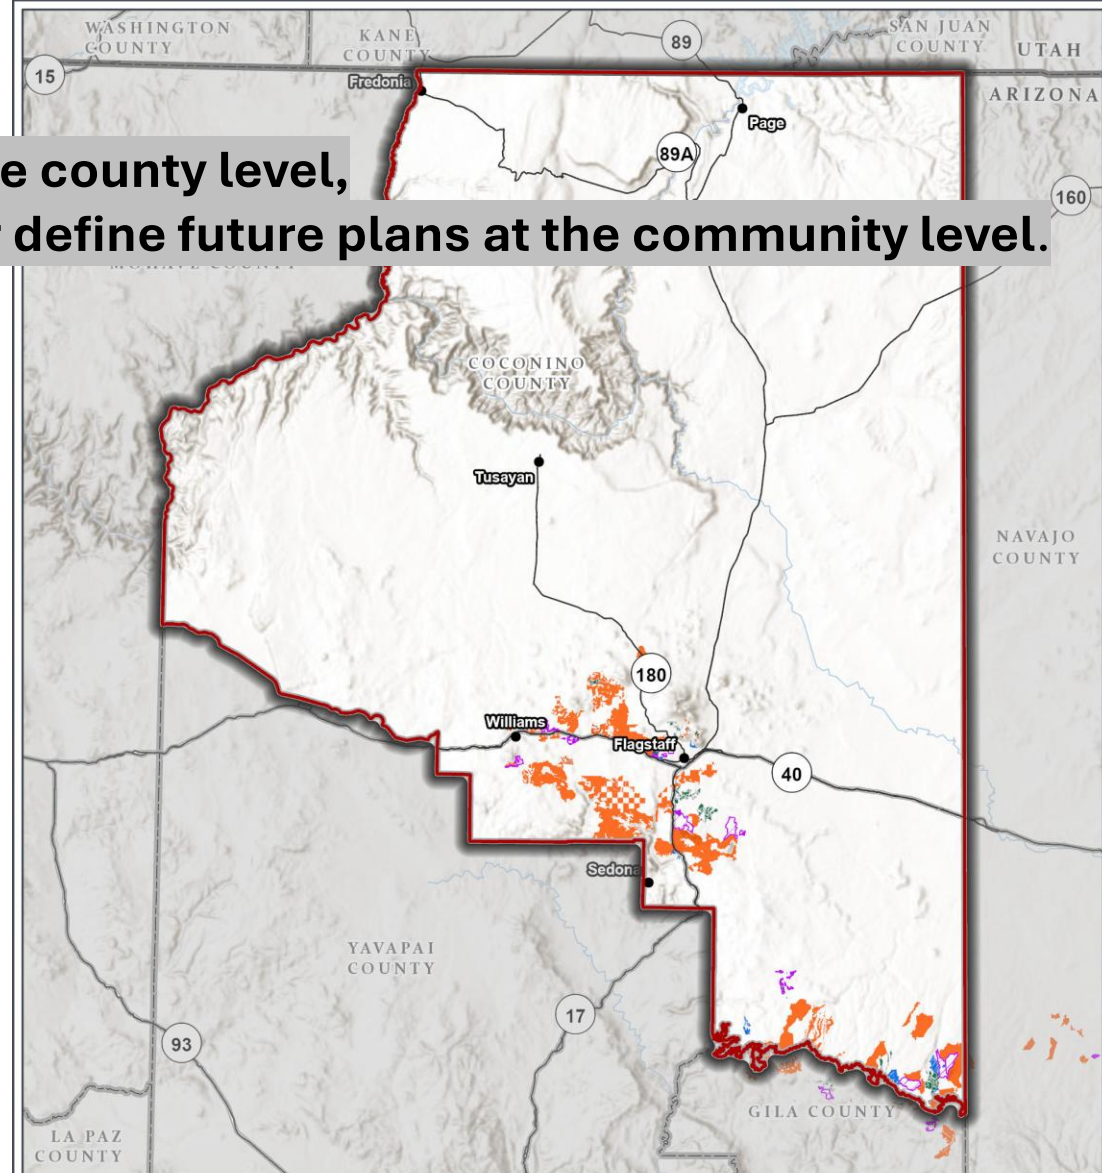 WASHINGTON
COUNTY
KANE
COUNTY
89
SAN JUAN
COUNTY
UTAH
15
Fredonia
ARIZONA
Page
89A
e county level,
160
define future plans at the community level.
MOHAVE COUNTY
COCONINO
COUNTY
Tusayan
NAVAJO
COUNTY
180
Williams
Flagstaff
40
Sedona
YAVAPAI
COUNTY
17
93
GILA COUNTY
LA PAZ
COUNTY